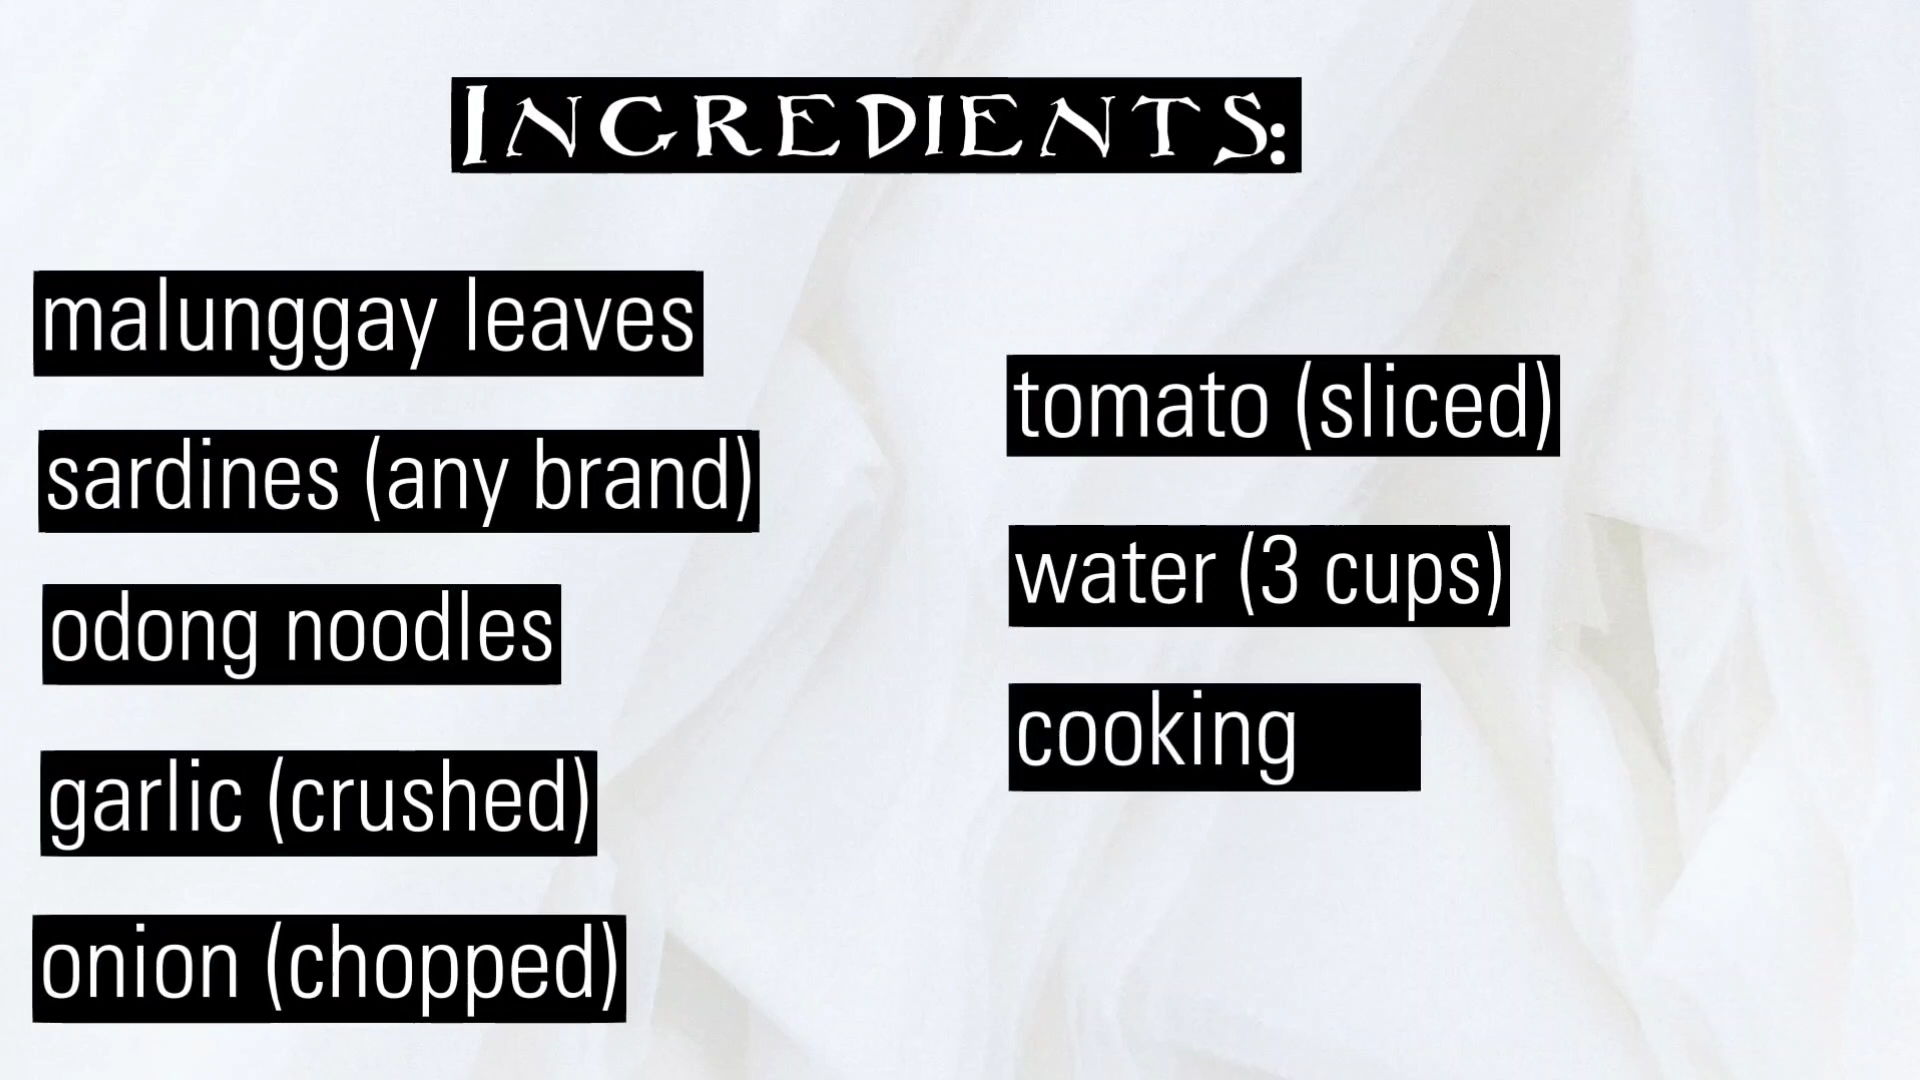 INGREDIENTS:
malunggay leaves
sardines (any brand)
odong noodles
garlic (crushed)
onion (chopped)
tomato (sliced)
water (3 cups)
cooking